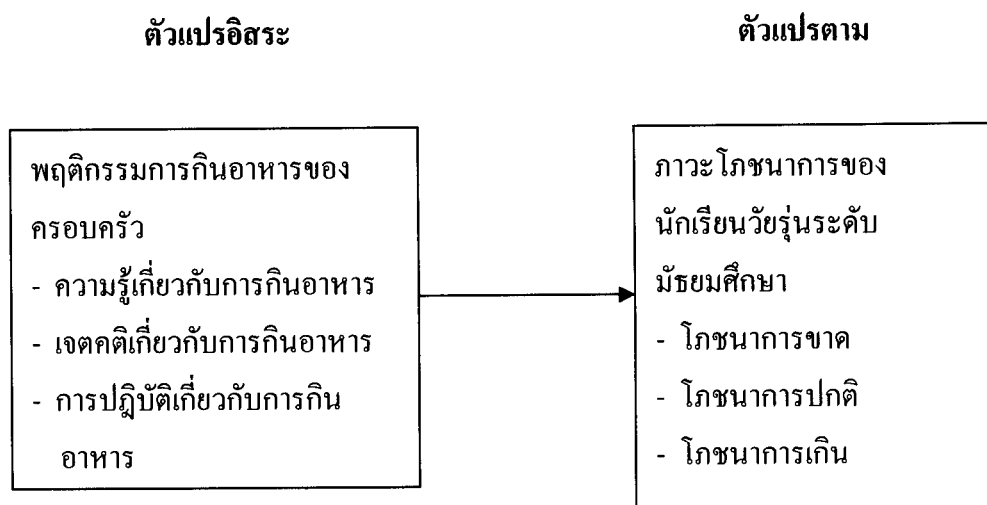 ตัวแปรอิสระ
ตัวแปรตาม
พฤติกรรมการกินอาหารของ
ครอบครัว
- ความรู้เกี่ยวกับการกินอาหาร
- เจตคติเกี่ยวกับการกินอาหาร
- การปฏิบัติเกี่ยวกับการกิน
อาหาร
ภาวะโภชนาการของ
นักเรียนวัยรุ่นระดับ
มัธยมศึกษา
- โภชนาการขาด
- โภชนาการปกติ
- โภชนาการเกิน